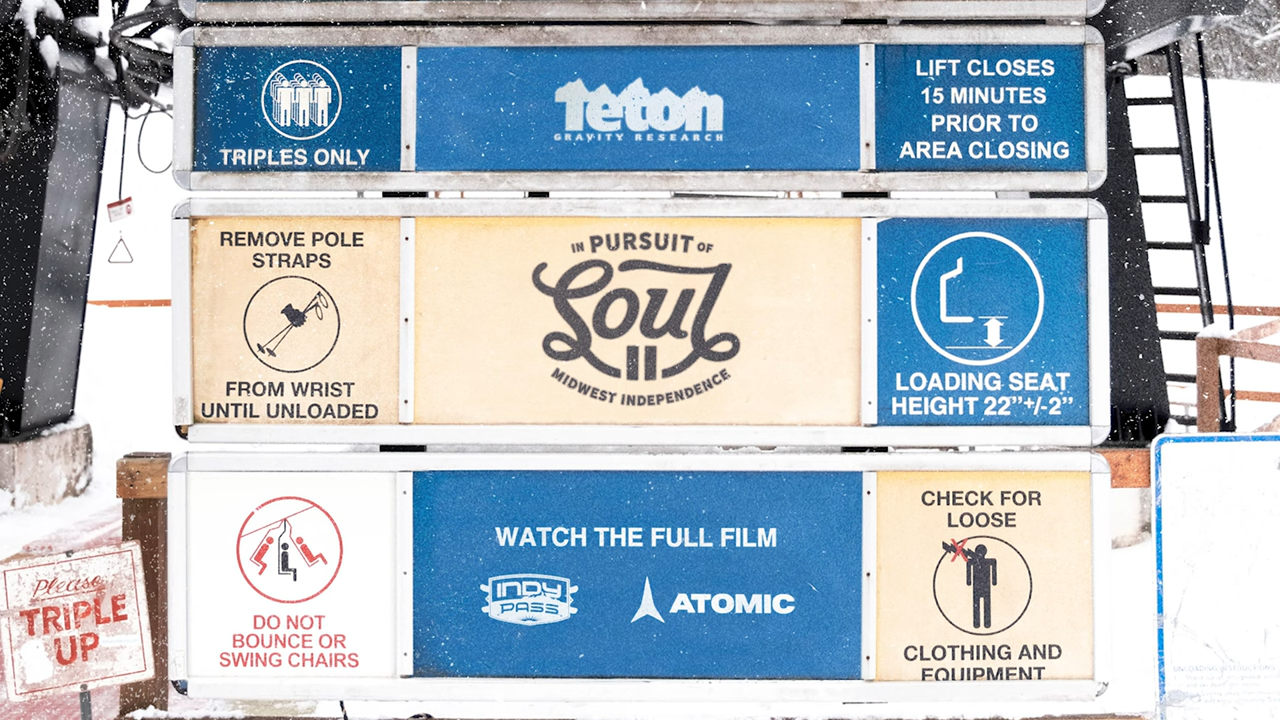 TRIPLES ONLY
Teton
GRAVITY RESEARCH
LIFT CLOSES
15 MINUTES
PRIOR TO
AREA CLOSING
REMOVE POLE
STRAPS
FROM WRIST
UNTIL UNLOADED
IN PURSUIT OF
Soul
II
MIDWEST INDEPENDENCE
LOADING SEAT
HEIGHT 22”+/-2”
DO NOT
BOUNCE OR
SWING CHAIRS
WATCH THE FULL FILM
INDY
PASS
ATOMIC
CHECK FOR
LOOSE
CLOTHING AND
EQUIPMENT
Please
TRIPLE
UP